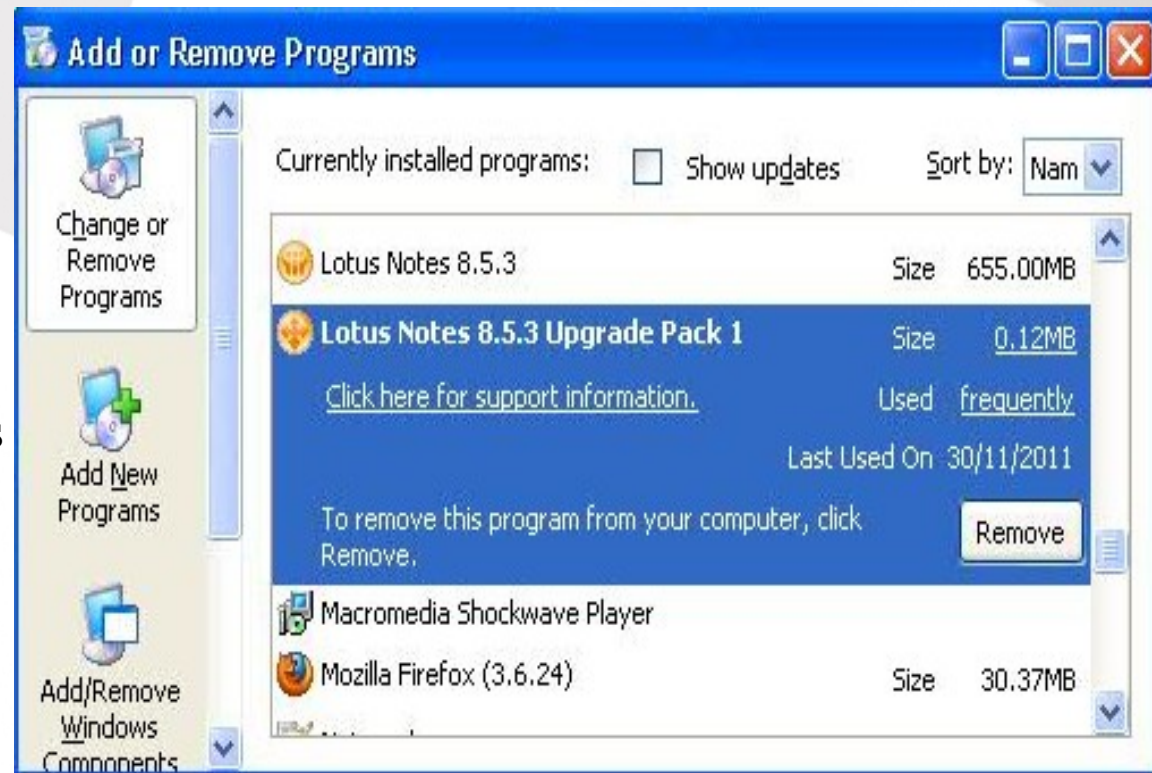 Add or Remove Programs
Change or
Remove
Programs
Add New
Programs
Add/Remove
Windows
Components
Currently installed programs: Show updates Sort by: Nam
Lotus Notes 8.5.3 Size 655.00MB
Lotus Notes 8.5.3 Upgrade Pack 1 Size 0.12MB
Click here for support information. Used frequently
Last Used On 30/11/2011
To remove this program from your computer, click
Remove.
Remove
Macromedia Shockwave Player
Mozilla Firefox (3.6.24) Size 30.37MB